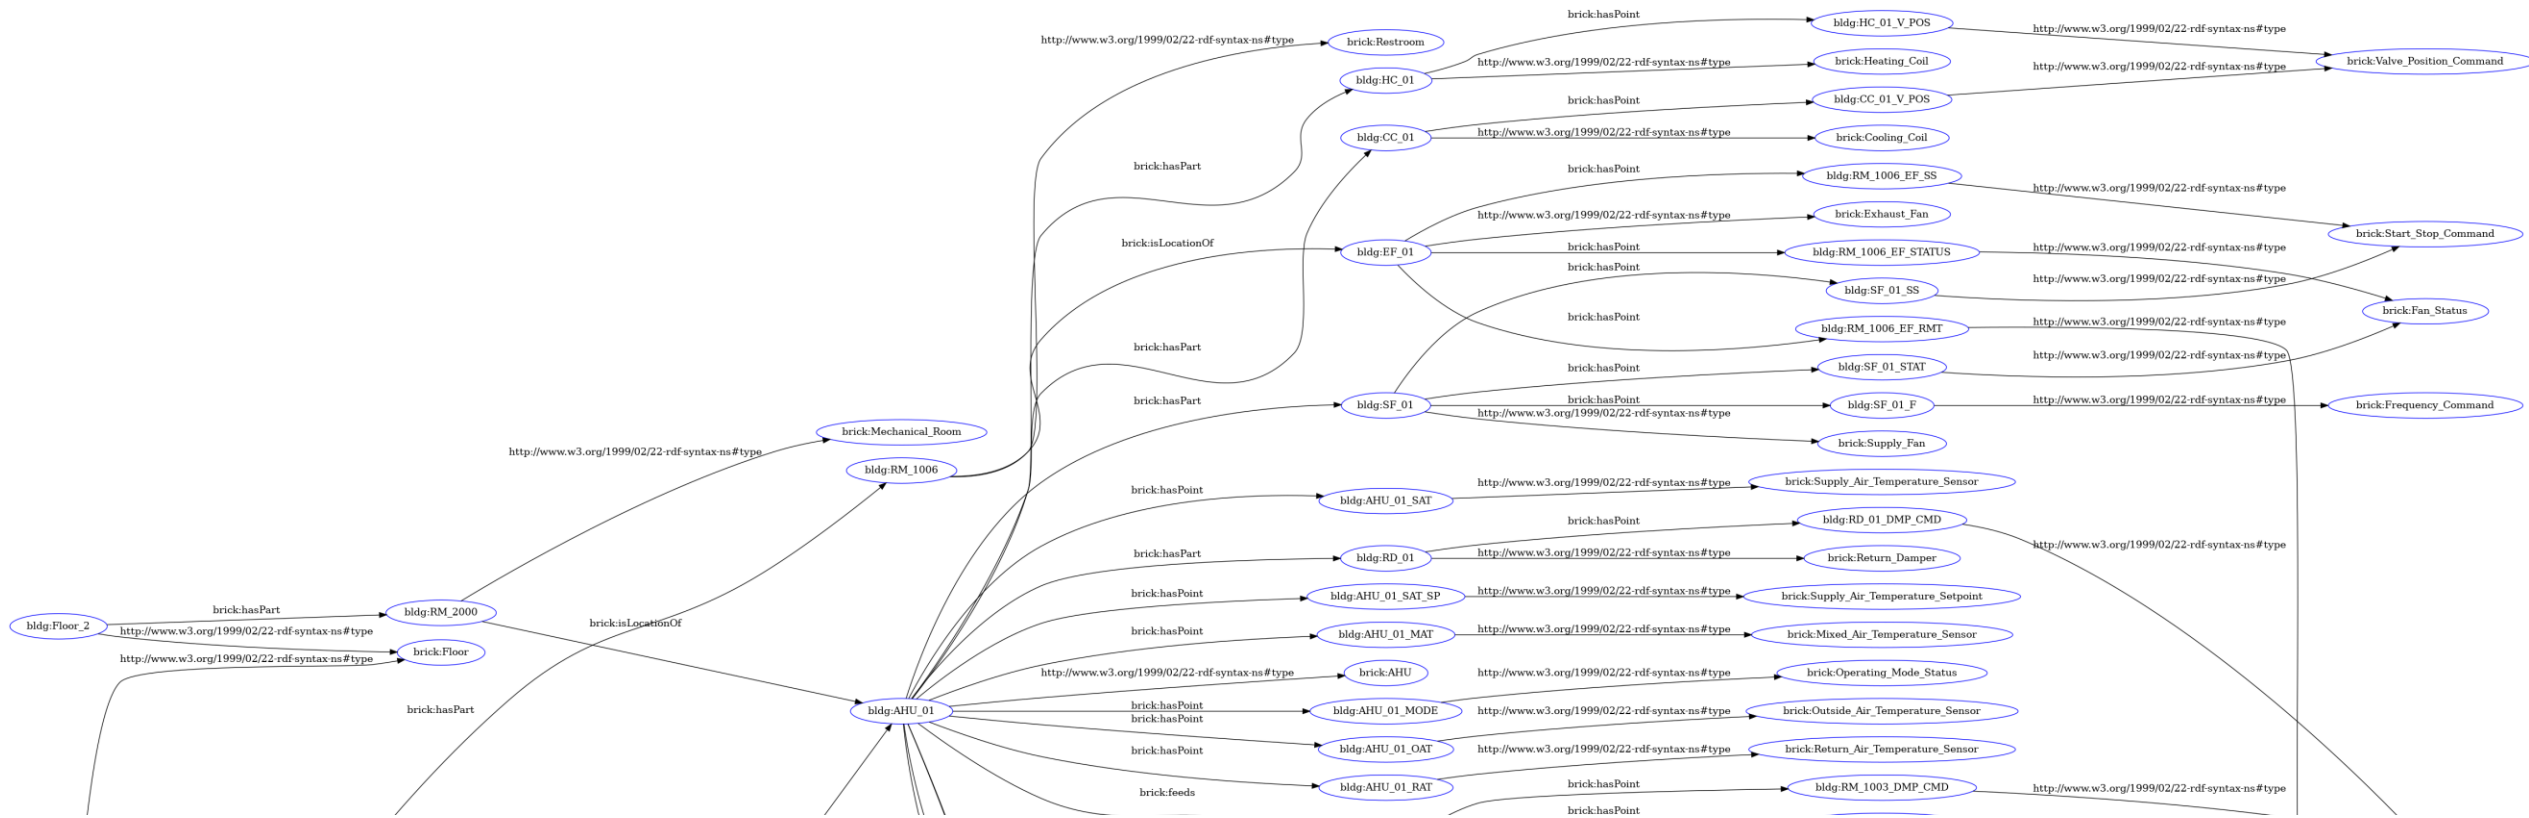 brick:hasPoint
bldg:HC_01_V_POS
http://www.w3.org/1999/02/22-rdf-syntax-ns#type
http://www.w3.org/1999/02/22-rdf-syntax-ns#type
brick:Restroom
http://www.w3.org/1999/02/22-rdf-syntax-ns#type
brick:Heating_Coil
brick:Valve_Position_Command
bldg:HC_01
http://www.w3.org/1999/02/22-rdf-syntax-ns#type
brick:hasPoint
bldg:CC_01_V_POS
bldg:CC_01
http://www.w3.org/1999/02/22-rdf-syntax-ns#type
brick:Cooling_Coil
brick:hasPart
brick:hasPoint
bldg:RM_1006_EF_SS
http://www.w3.org/1999/02/22-rdf-syntax-ns#type
http://www.w3.org/1999/02/22-rdf-syntax-ns#type
brick:Exhaust_Fan
brick:Start_Stop_Command
brick:isLocationOf
bldg:EF_01
brick:hasPoint
bldg:RM_1006_EF_STATUS
http://www.w3.org/1999/02/22-rdf-syntax-ns#type
brick:hasPoint
bldg:SF_01_SS
http://www.w3.org/1999/02/22-rdf-syntax-ns#type
brick:Fan_Status
brick:hasPoint
bldg:RM_1006_EF_RMT
http://www.w3.org/1999/02/22-rdf-syntax-ns#type
brick:hasPart
brick:hasPoint
bldg:SF_01_STAT
http://www.w3.org/1999/02/22-rdf-syntax-ns#type
brick:hasPart
bldg:SF_01
brick:hasPoint
bldg:SF_01_F
http://www.w3.org/1999/02/22-rdf-syntax-ns#type
brick:Frequency_Command
http://www.w3.org/1999/02/22-rdf-syntax-ns#type
brick:Supply_Fan
brick:Mechanical_Room
http://www.w3.org/1999/02/22-rdf-syntax-ns#type
bldg:RM_1006
brick:hasPoint
bldg:AHU_01_SAT
http://www.w3.org/1999/02/22-rdf-syntax-ns#type
brick:Supply_Air_Temperature_Sensor
brick:hasPoint
bldg:RD_01_DMP_CMD
http://www.w3.org/1999/02/22-rdf-syntax-ns#type
brick:hasPart
bldg:RD_01
http://www.w3.org/1999/02/22-rdf-syntax-ns#type
brick:Return_Damper
brick:hasPoint
bldg:AHU_01_SAT_SP
http://www.w3.org/1999/02/22-rdf-syntax-ns#type
brick:Supply_Air_Temperature_Setpoint
bldg:Floor_2
brick:hasPart
bldg:RM_2000
http://www.w3.org/1999/02/22-rdf-syntax-ns#type
brick:isLocationOf
brick:hasPoint
bldg:AHU_01_MAT
http://www.w3.org/1999/02/22-rdf-syntax-ns#type
brick:Mixed_Air_Temperature_Sensor
brick:Floor
http://www.w3.org/1999/02/22-rdf-syntax-ns#type
http://www.w3.org/1999/02/22-rdf-syntax-ns#type
brick:AHU
http://www.w3.org/1999/02/22-rdf-syntax-ns#type
brick:Operating_Mode_Status
brick:hasPart
bldg:AHU_01
brick:hasPoint
bldg:AHU_01_MODE
http://www.w3.org/1999/02/22-rdf-syntax-ns#type
brick:Outside_Air_Temperature_Sensor
brick:hasPoint
bldg:AHU_01_OAT
http://www.w3.org/1999/02/22-rdf-syntax-ns#type
brick:Return_Air_Temperature_Sensor
brick:hasPoint
bldg:AHU_01_RAT
brick:feeds
brick:hasPoint
bldg:RM_1003_DMP_CMD
http://www.w3.org/1999/02/22-rdf-syntax-ns#type
brick:hasPoint